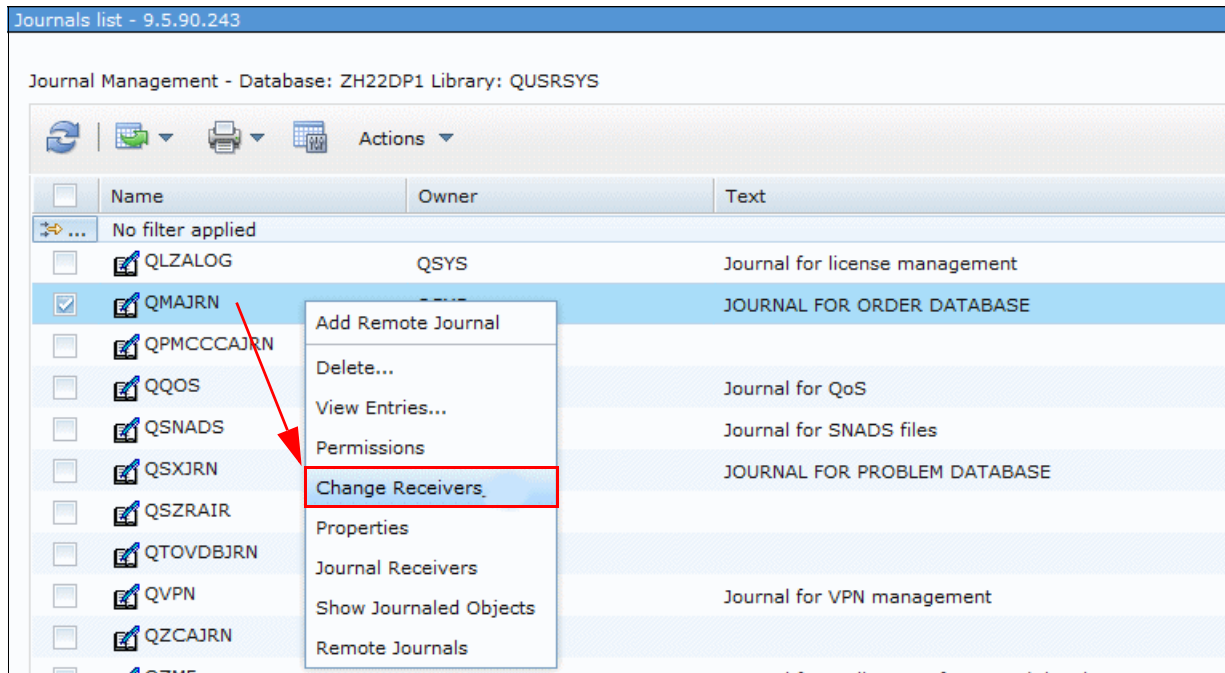 Journals list - 9.5.90.243
Journal Management - Database: ZH22DP1 Library: QUSRSYS
Actions
Name Owner Text
... No filter applied
QLZALOG QSYS Journal for license management
QMAJRN JOURNAL FOR ORDER DATABASE
Add Remote Journal
QPMCCCAJRN
Delete...
QQOS Journal for QoS
View Entries...
QSNADS Journal for SNADS files
Permissions
QSXJRN JOURNAL FOR PROBLEM DATABASE
Change Receivers
QSZRAIR
Properties
QTOVDBJRN
Journal Receivers
QVPN Journal for VPN management
Show Journaled Objects
QZCAJRN
Remote Journals